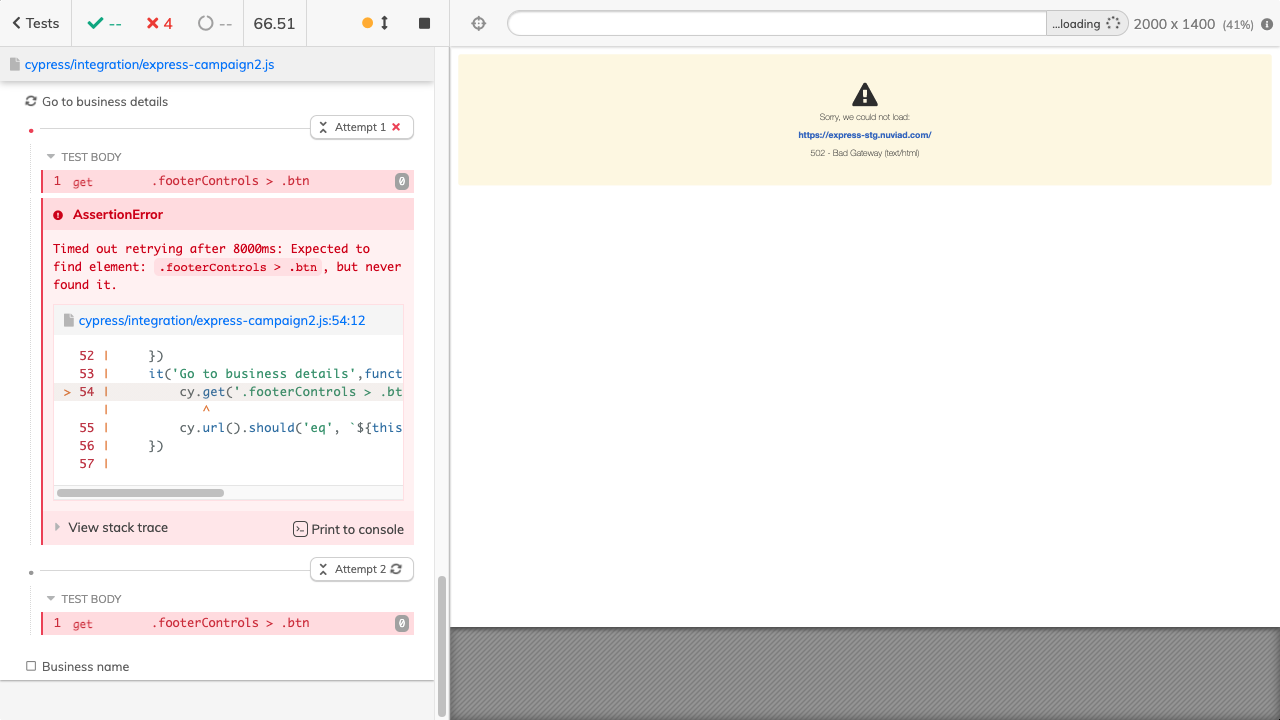 Tests
--
4
--
66.51
...loading
2000 x 1400 (41%)
cypress/integration/express-campaign2.js
Go to business details
Attempt 1
TEST BODY
1 get .footerControls > .btn 0
AssertionError
Timed out retrying after 8000ms: Expected to
find element: .footerControls > .btn, but never
found it.
cypress/integration/express-campaign2.js:54:12
52 | })
53 | it('Go to business details',funct
> 54 | cy.get('.footerControls > .bt
| ^
55 | cy.url().should('eq', `${this
56 | })
57 |
View stack trace
Print to console
Attempt 2
TEST BODY
1 get .footerControls > .btn 0
Business name
Sorry, we could not load:
https://express-stg.nuviad.com/
502 - Bad Gateway (text/html)